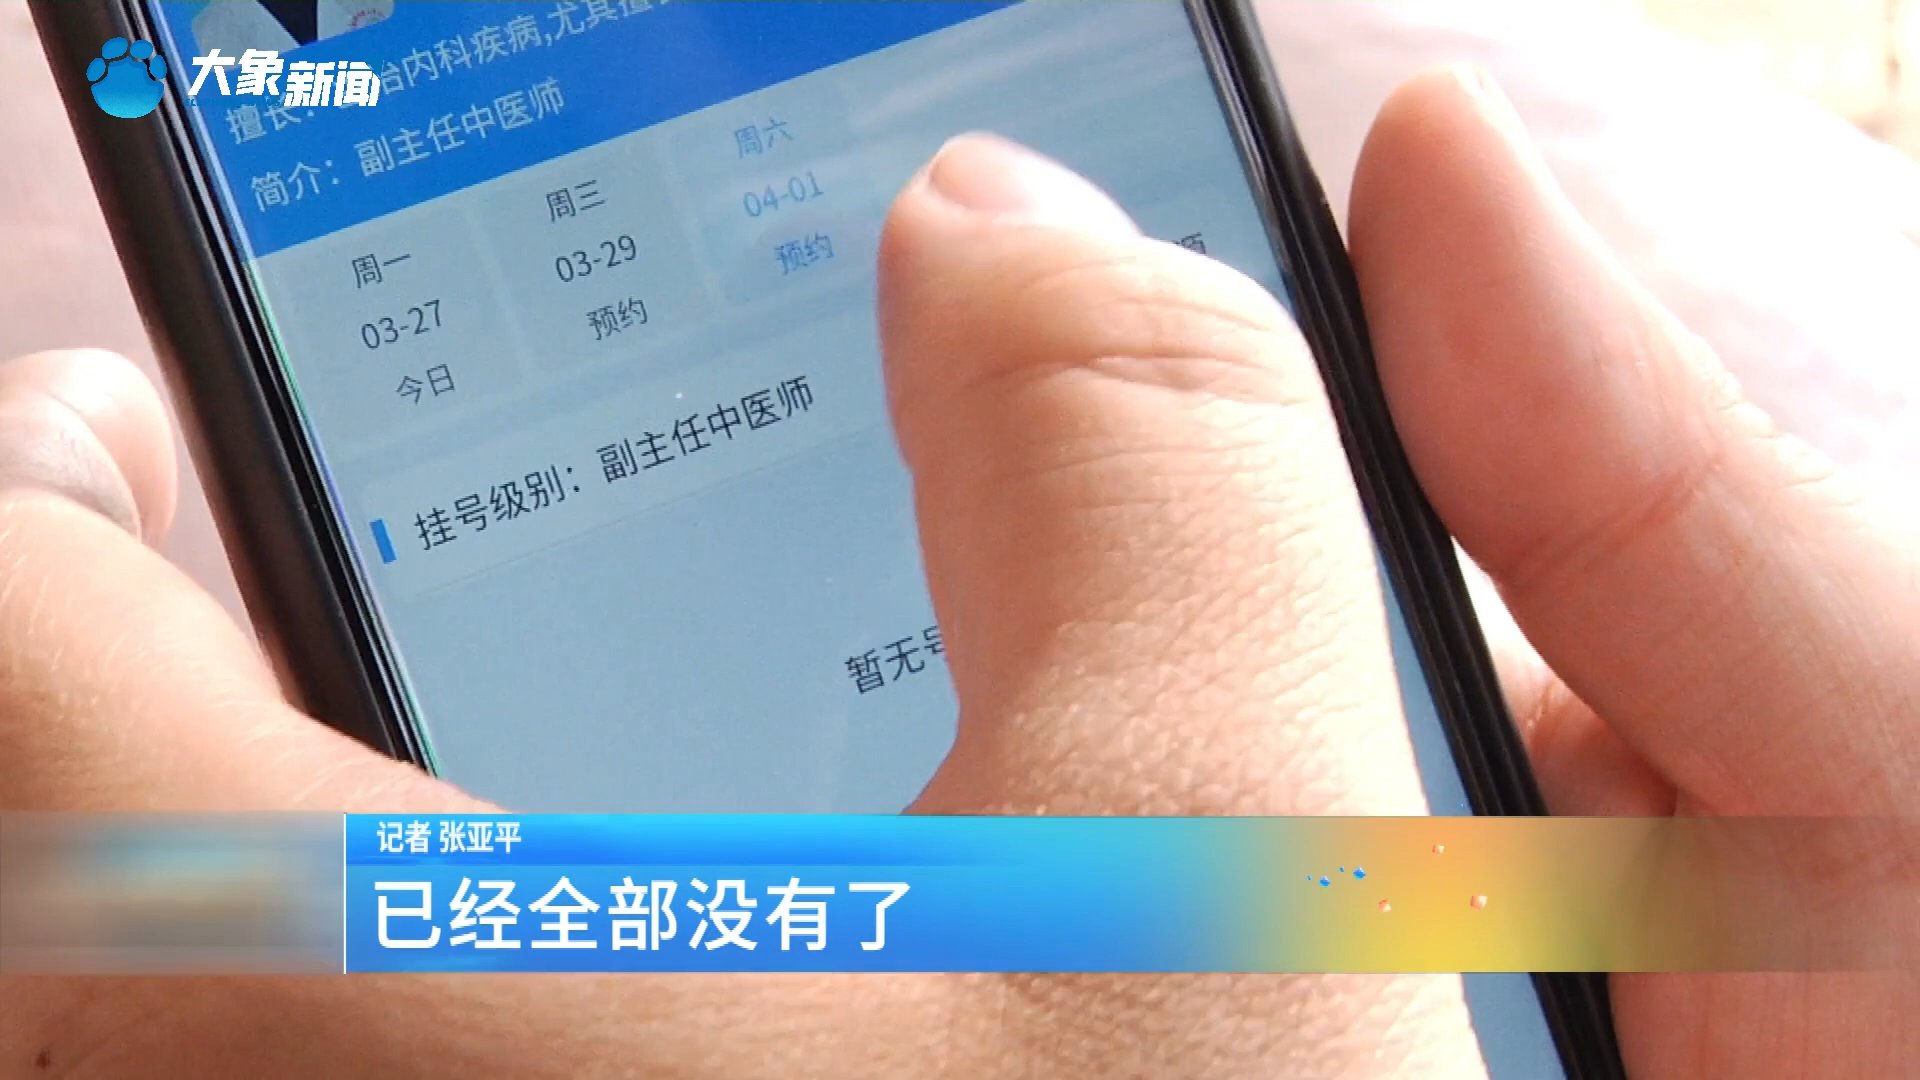 大象新闻
治内科疾病,尤其擅
擅长:
简介：副主任中医师
周一
03-27
今日
周三
03-29
预约
周六
04-01
预约
源
挂号级别：副主任中医师
暂无号
记者 张亚平
已经全部没有了